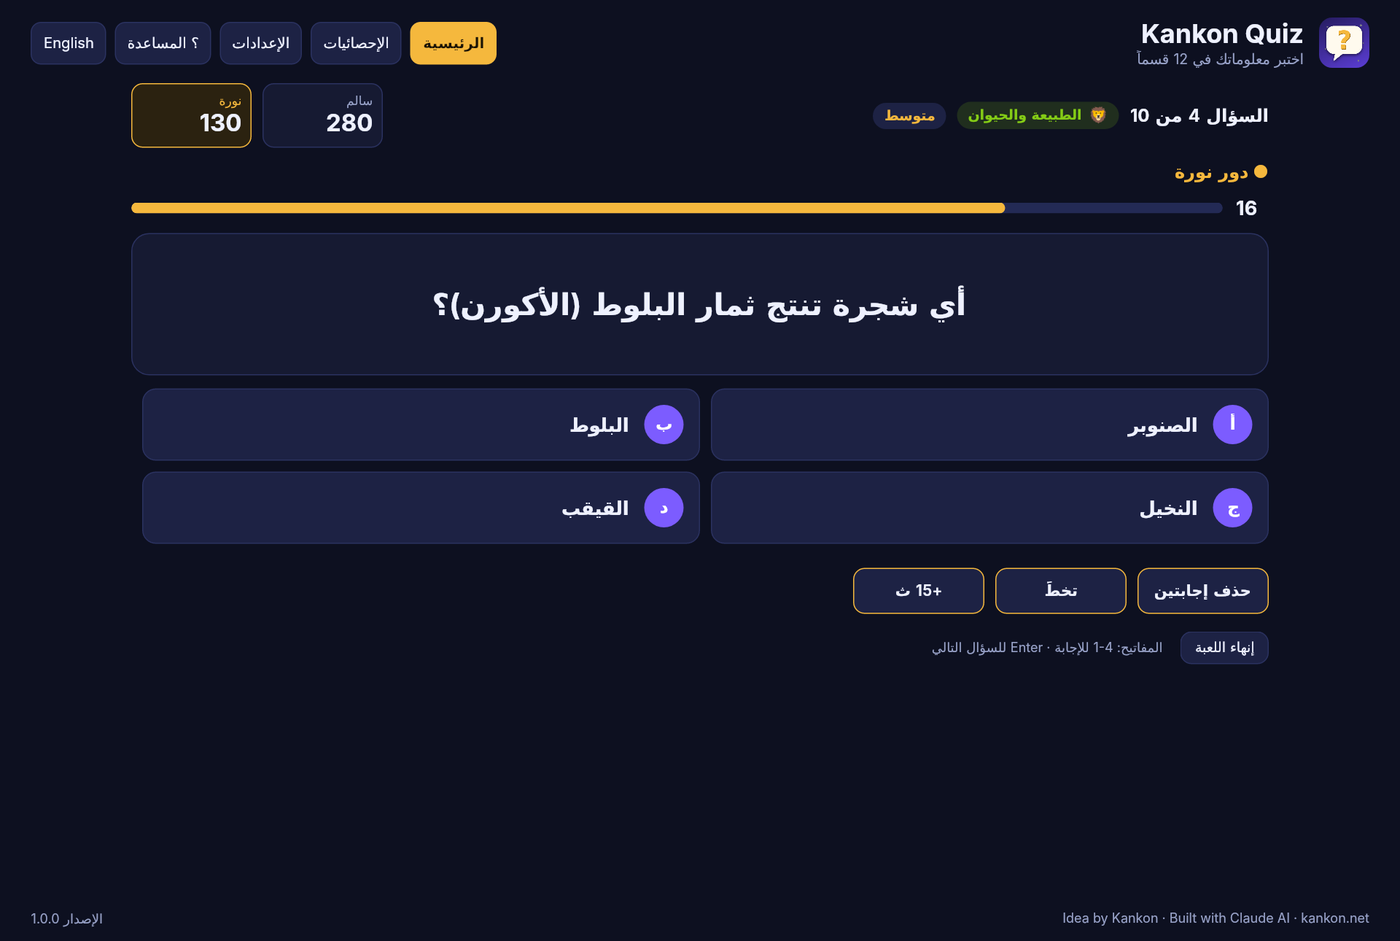 Kankon Quiz
اختبر معلوماتك في 12 قسماً
الرئيسية
الإحصائيات
الإعدادات
؟ المساعدة
English
السؤال 4 من 10
الطبيعة والحيوان
متوسط
سالم
280
نورة
130
دور نورة
16
أي شجرة تنتج ثمار البلوط (الأكورن)؟
أ الصنوبر
ب البلوط
ج النخيل
د القيقب
حذف إجابتين
تخطَّ
+15 ث
إنهاء اللعبة
المفاتيح: 4-1 للإجابة · Enter للسؤال التالي
Idea by Kankon · Built with Claude AI · kankon.net
الإصدار 1.0.0